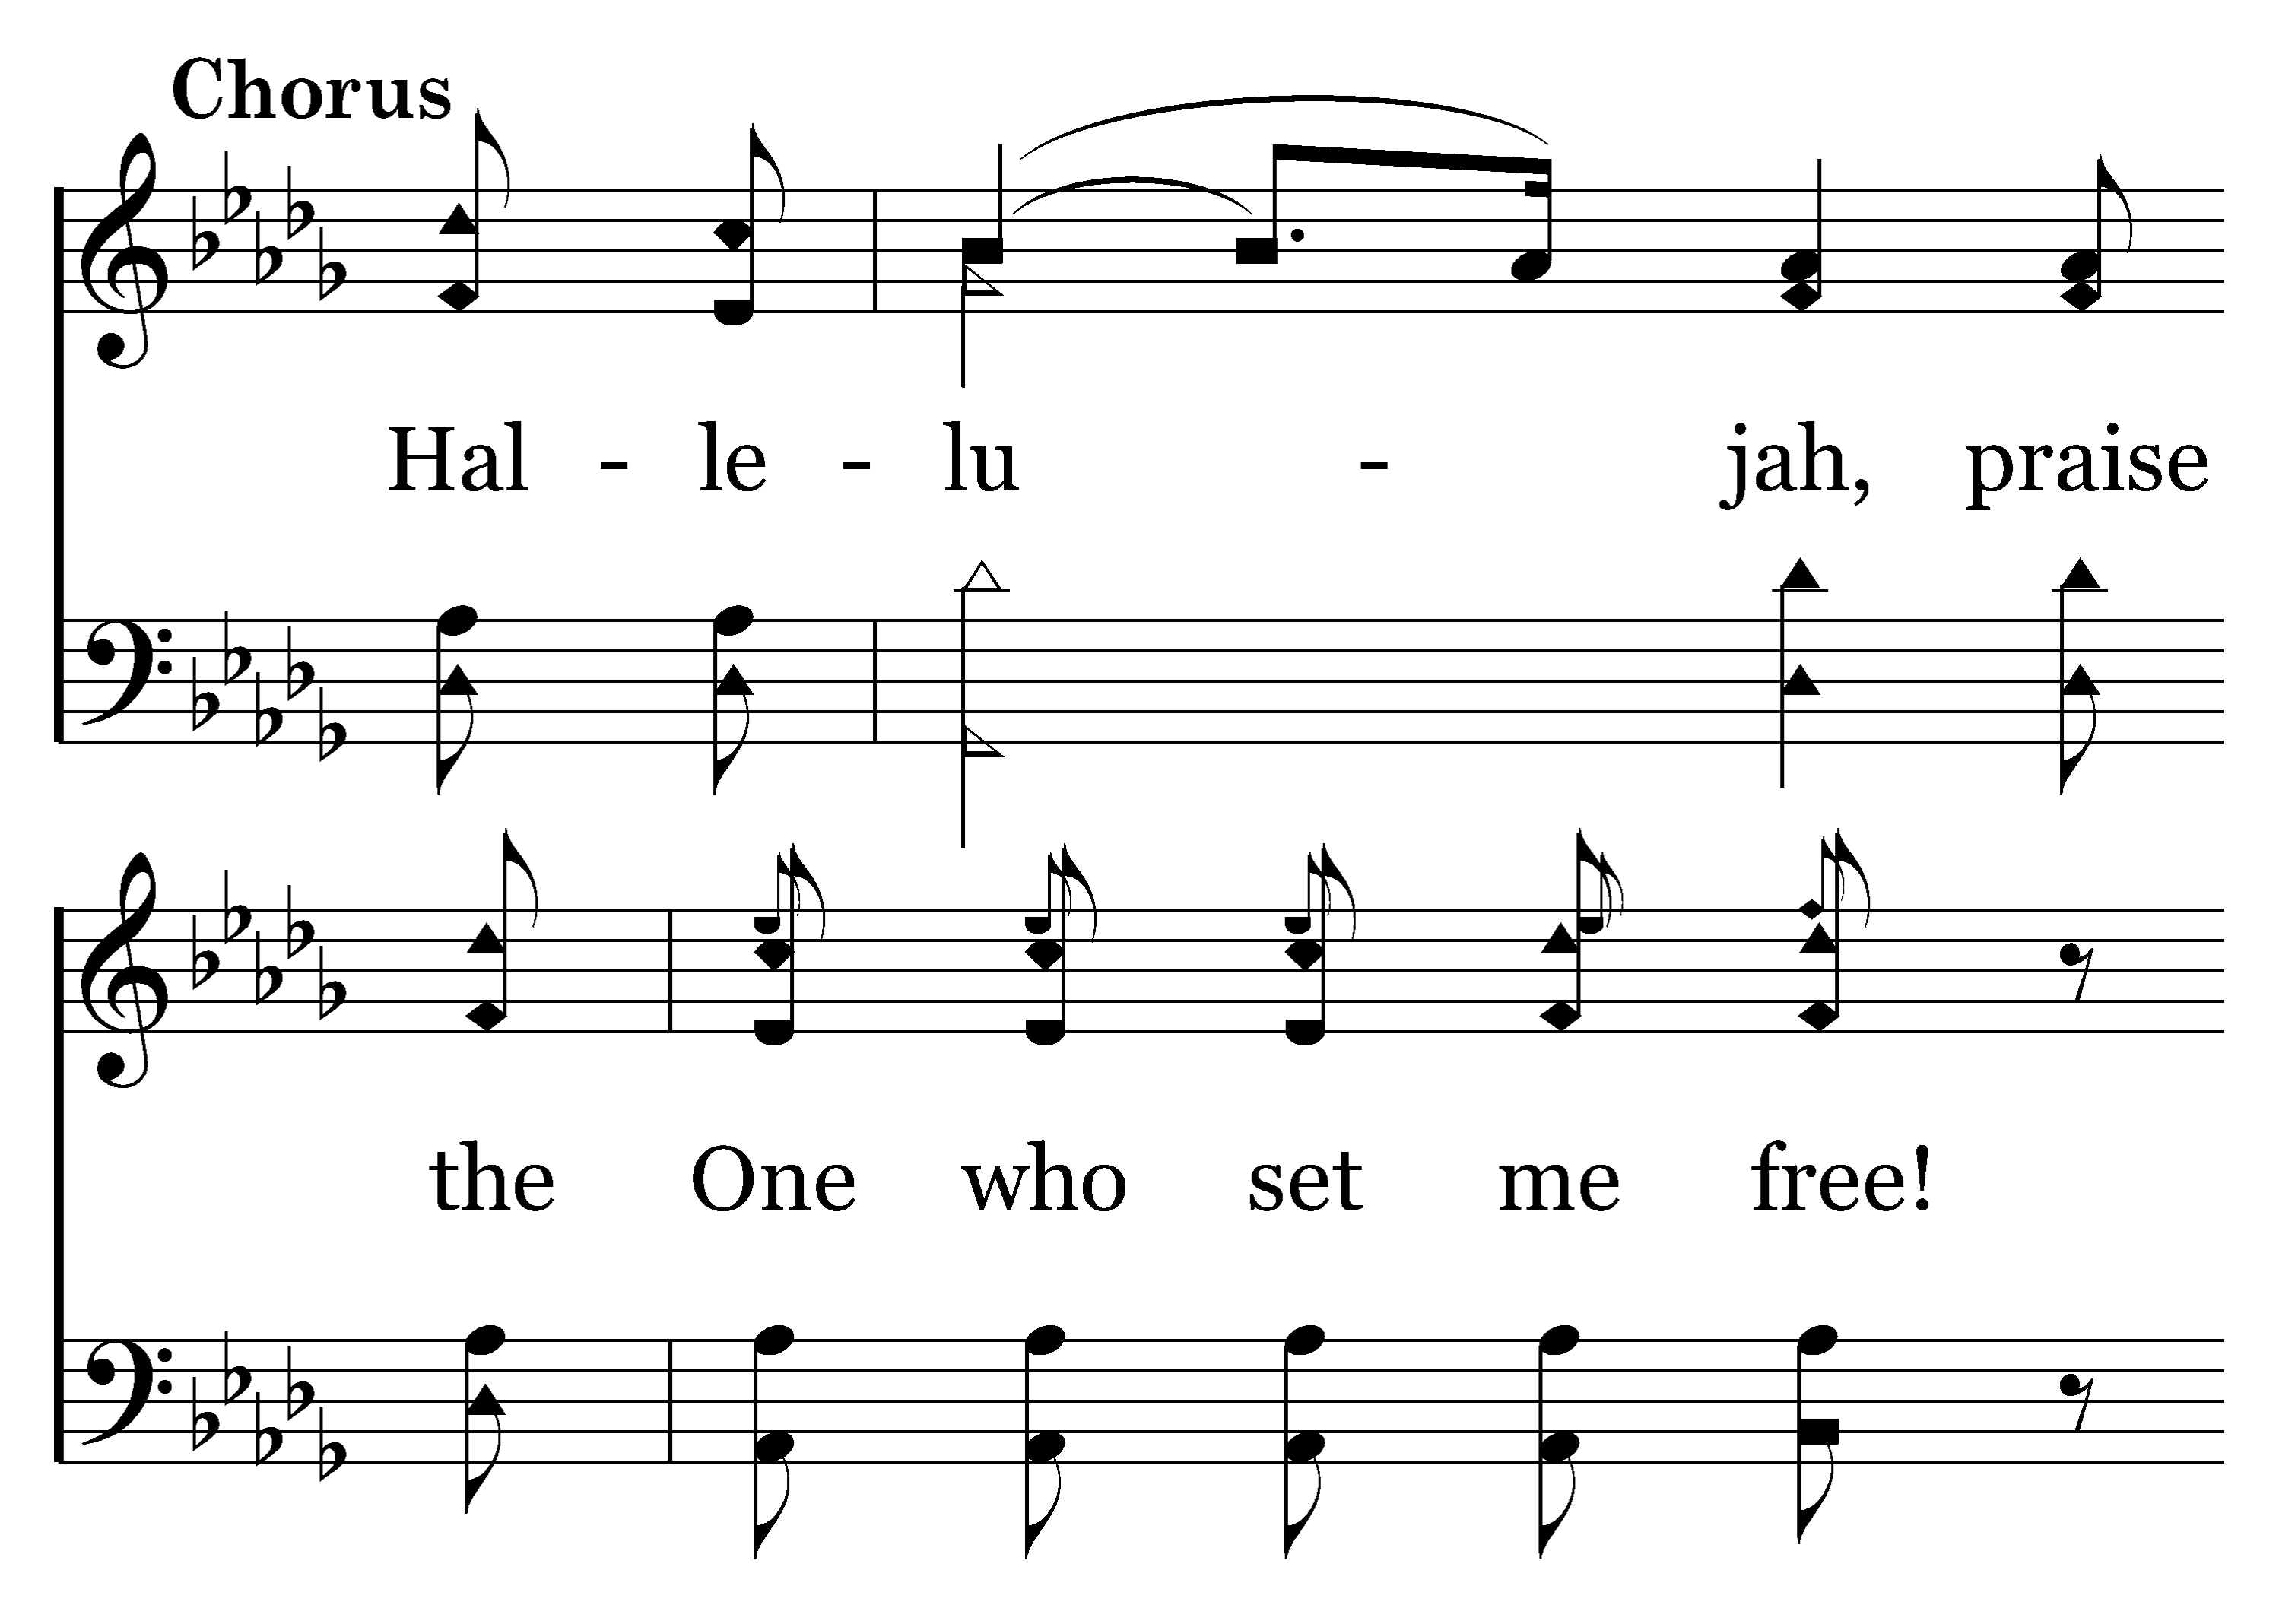 Chorus
Hal - le - lu - jah, praise
the One who set me free!